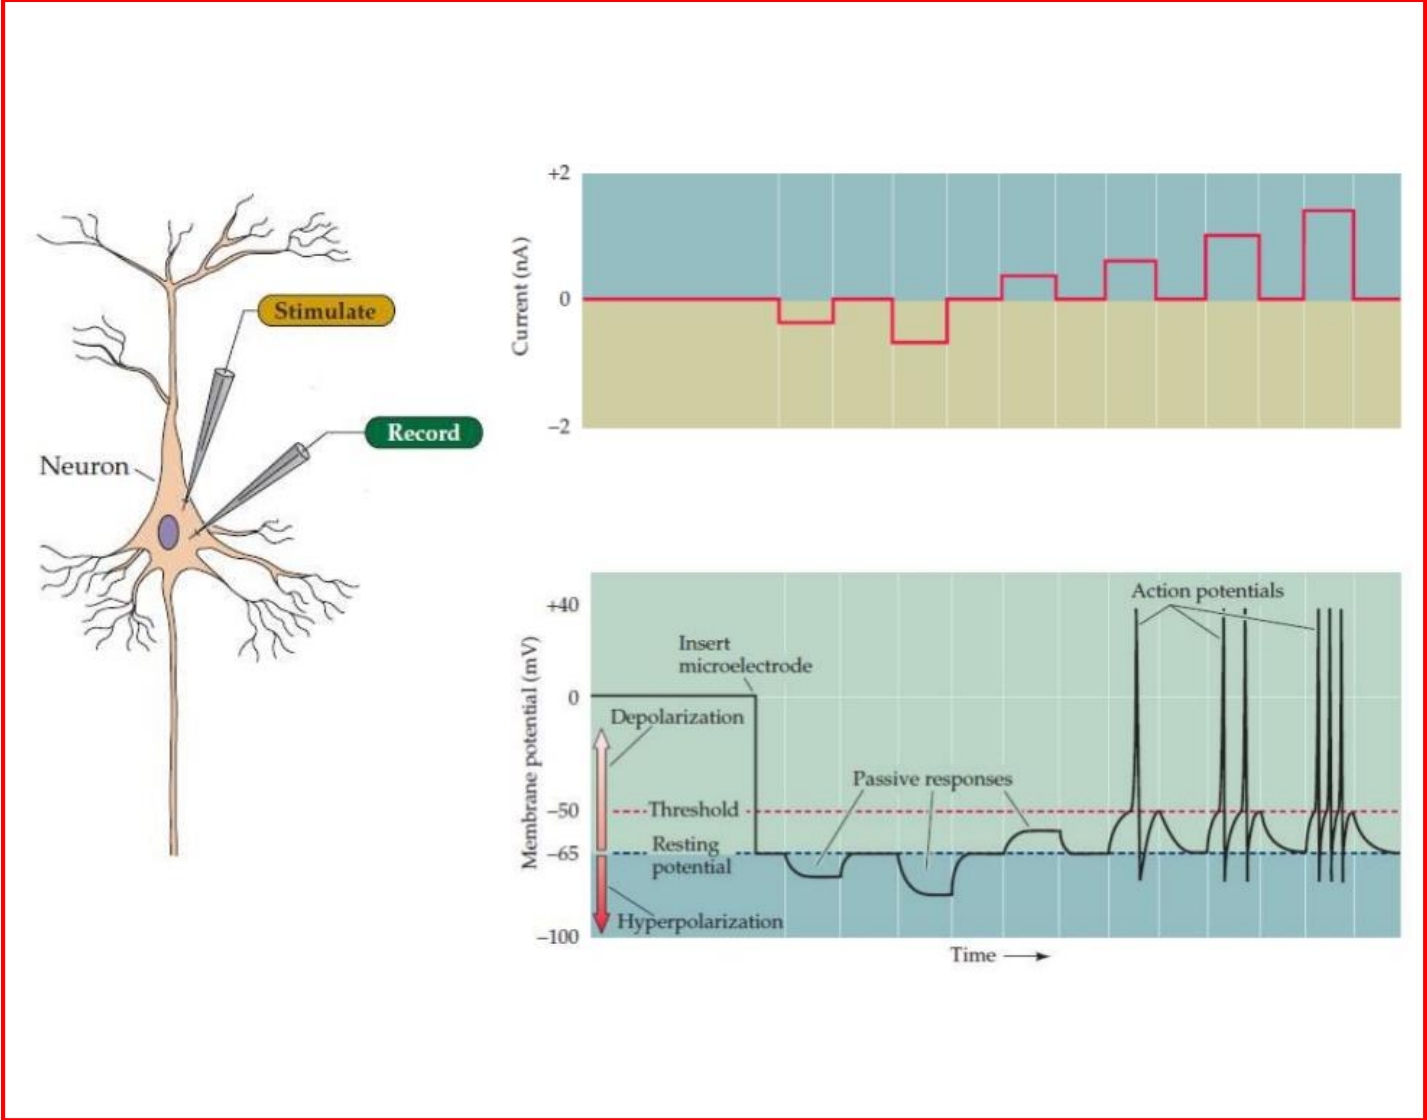 Stimulate
Record
Neuron
+2
0
−2
Current (nA)
+40
0
−50
−65
−100
Membrane potential (mV)
Insert
microelectrode
Depolarization
Threshold
Resting
potential
Hyperpolarization
Passive responses
Action potentials
Time